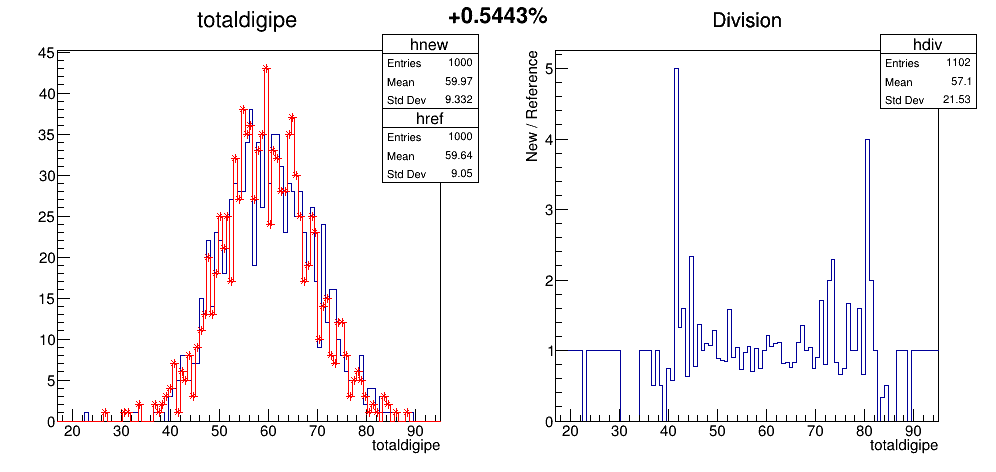 +0.5443%
totaldigipe
hnew
Entries 1000
Mean 59.97
Std Dev 9.332
href
Entries 1000
Mean 59.64
Std Dev 9.05
45
40
35
30
25
20
15
10
5
0
20 30 40 50 60 70 80 90
totaldigipe
Division
hdiv
Entries 1102
Mean 57.1
Std Dev 21.53
New / Reference
5
4
3
2
1
0
20 30 40 50 60 70 80 90
totaldigipe